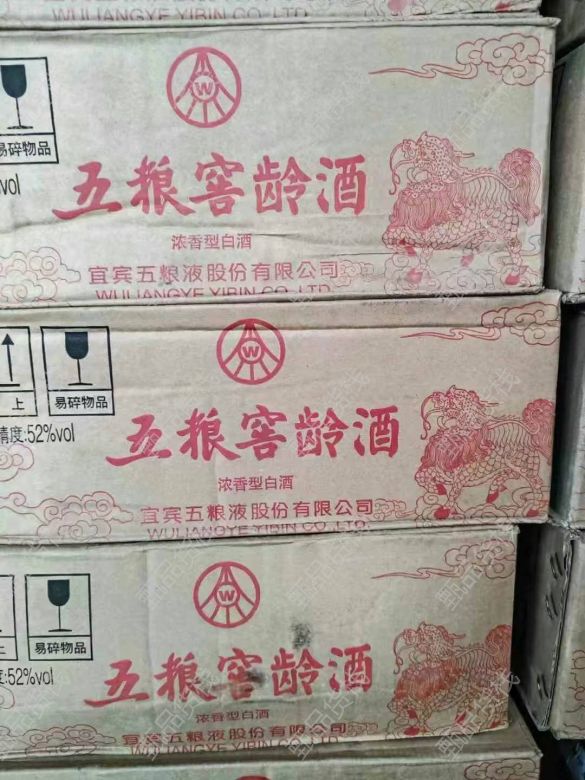 WULIANGYE YIBIN CO., LTD.
W
易碎物品
vol
五粮窖龄酒
浓香型白酒
宜宾五粮液股份有限公司
WULIANGYE YIBIN CO., LTD.
W
上
易碎物品
精度:52%vol
五粮窖龄酒
浓香型白酒
宜宾五粮液股份有限公司
WULIANGYE YIBIN CO., LTD.
W
易碎物品
度:52%vol
五粮窖龄酒
浓香型白酒
宜宾五粮液股份有限公司
WULIANGYE YIBIN CO., LTD.